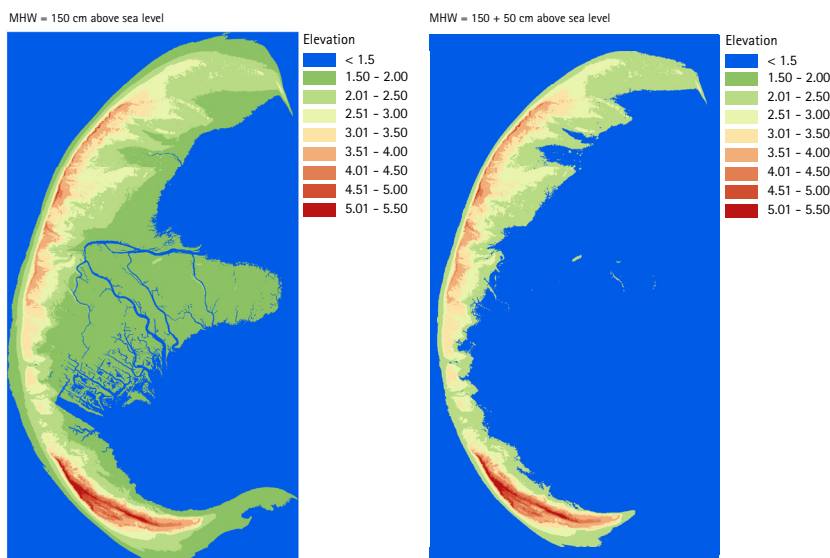 MHW = 150 cm above sea level
Elevation
< 1.5
1.50 - 2.00
2.01 - 2.50
2.51 - 3.00
3.01 - 3.50
3.51 - 4.00
4.01 - 4.50
4.51 - 5.00
5.01 - 5.50
MHW = 150 + 50 cm above sea level
Elevation
< 1.5
1.50 - 2.00
2.01 - 2.50
2.51 - 3.00
3.01 - 3.50
3.51 - 4.00
4.01 - 4.50
4.51 - 5.00
5.01 - 5.50